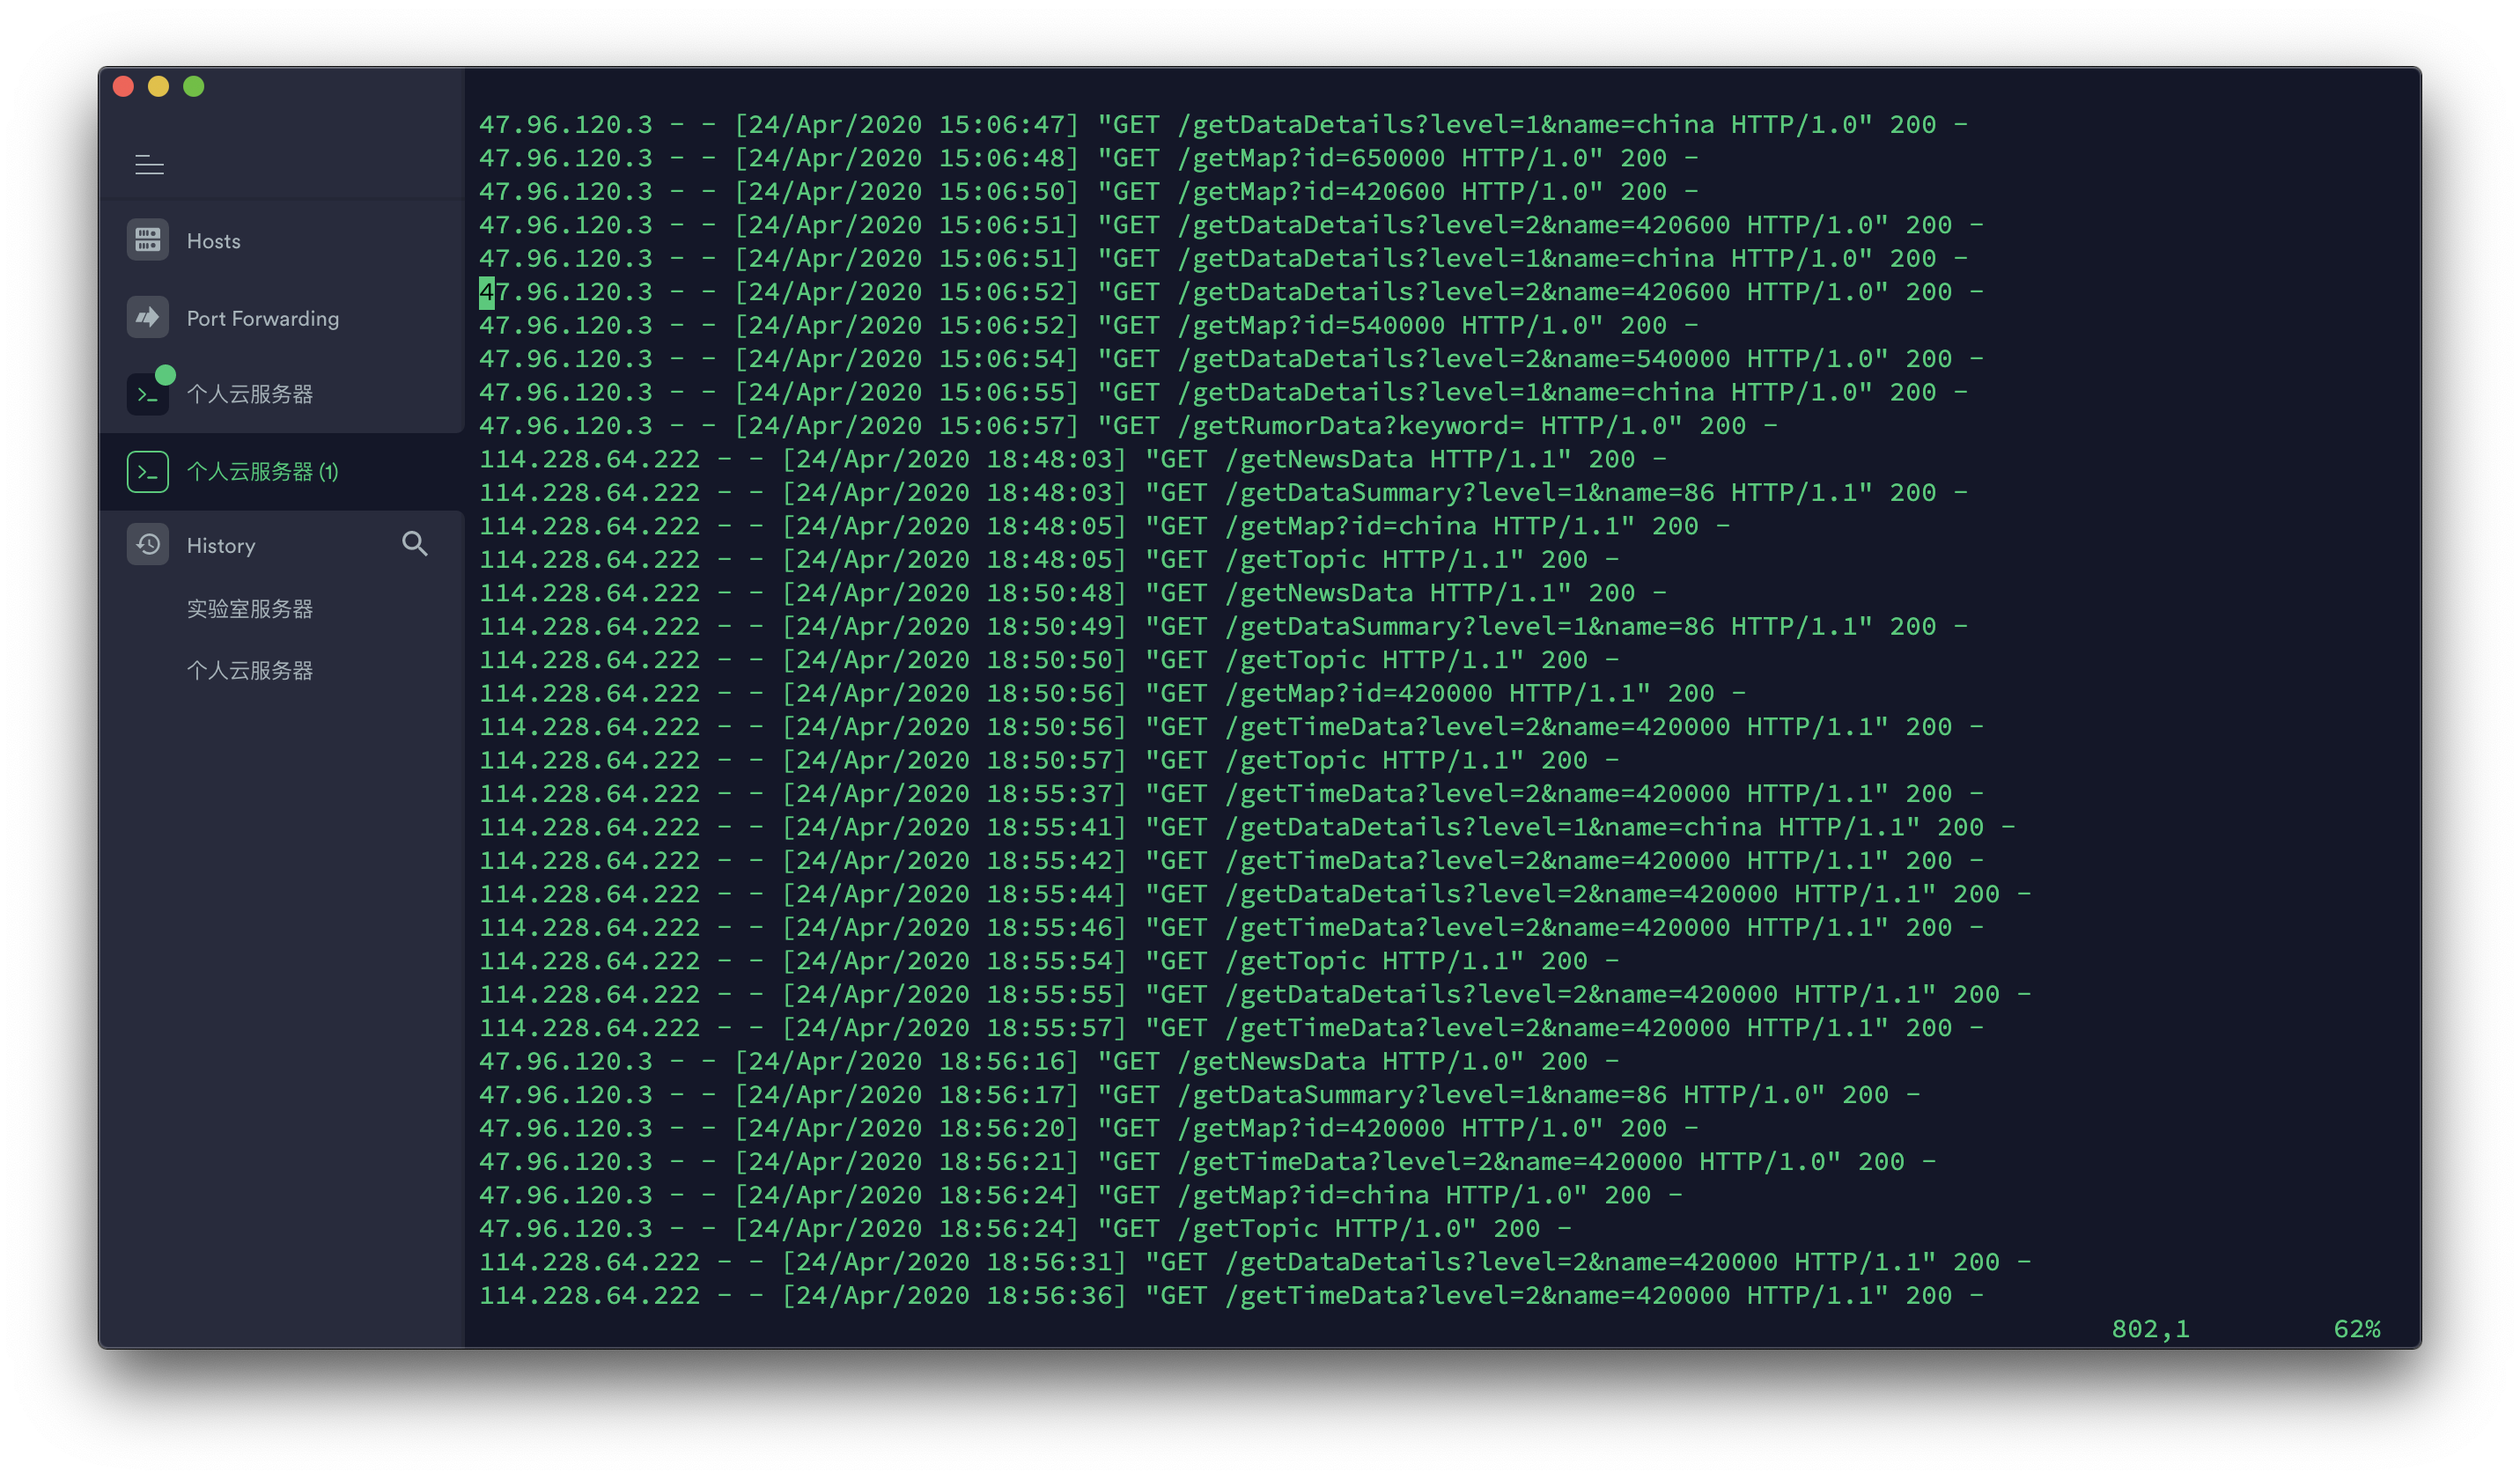 Hosts
Port Forwarding
个人云服务器
个人云服务器 (1)
History
实验室服务器
个人云服务器
47.96.120.3 - - [24/Apr/2020 15:06:47] "GET /getDataDetails?level=1&name=china HTTP/1.0" 200 -
47.96.120.3 - - [24/Apr/2020 15:06:48] "GET /getMap?id=650000 HTTP/1.0" 200 -
47.96.120.3 - - [24/Apr/2020 15:06:50] "GET /getMap?id=420600 HTTP/1.0" 200 -
47.96.120.3 - - [24/Apr/2020 15:06:51] "GET /getDataDetails?level=2&name=420600 HTTP/1.0" 200 -
47.96.120.3 - - [24/Apr/2020 15:06:51] "GET /getDataDetails?level=1&name=china HTTP/1.0" 200 -
47.96.120.3 - - [24/Apr/2020 15:06:52] "GET /getDataDetails?level=2&name=420600 HTTP/1.0" 200 -
47.96.120.3 - - [24/Apr/2020 15:06:52] "GET /getMap?id=540000 HTTP/1.0" 200 -
47.96.120.3 - - [24/Apr/2020 15:06:54] "GET /getDataDetails?level=2&name=540000 HTTP/1.0" 200 -
47.96.120.3 - - [24/Apr/2020 15:06:55] "GET /getDataDetails?level=1&name=china HTTP/1.0" 200 -
47.96.120.3 - - [24/Apr/2020 15:06:57] "GET /getRumorData?keyword= HTTP/1.0" 200 -
114.228.64.222 - - [24/Apr/2020 18:48:03] "GET /getNewsData HTTP/1.1" 200 -
114.228.64.222 - - [24/Apr/2020 18:48:03] "GET /getDataSummary?level=1&name=86 HTTP/1.1" 200 -
114.228.64.222 - - [24/Apr/2020 18:48:05] "GET /getMap?id=china HTTP/1.1" 200 -
114.228.64.222 - - [24/Apr/2020 18:48:05] "GET /getTopic HTTP/1.1" 200 -
114.228.64.222 - - [24/Apr/2020 18:50:48] "GET /getNewsData HTTP/1.1" 200 -
114.228.64.222 - - [24/Apr/2020 18:50:49] "GET /getDataSummary?level=1&name=86 HTTP/1.1" 200 -
114.228.64.222 - - [24/Apr/2020 18:50:50] "GET /getTopic HTTP/1.1" 200 -
114.228.64.222 - - [24/Apr/2020 18:50:56] "GET /getMap?id=420000 HTTP/1.1" 200 -
114.228.64.222 - - [24/Apr/2020 18:50:56] "GET /getTimeData?level=2&name=420000 HTTP/1.1" 200 -
114.228.64.222 - - [24/Apr/2020 18:50:57] "GET /getTopic HTTP/1.1" 200 -
114.228.64.222 - - [24/Apr/2020 18:55:37] "GET /getTimeData?level=2&name=420000 HTTP/1.1" 200 -
114.228.64.222 - - [24/Apr/2020 18:55:41] "GET /getDataDetails?level=1&name=china HTTP/1.1" 200 -
114.228.64.222 - - [24/Apr/2020 18:55:42] "GET /getTimeData?level=2&name=420000 HTTP/1.1" 200 -
114.228.64.222 - - [24/Apr/2020 18:55:44] "GET /getDataDetails?level=2&name=420000 HTTP/1.1" 200 -
114.228.64.222 - - [24/Apr/2020 18:55:46] "GET /getTimeData?level=2&name=420000 HTTP/1.1" 200 -
114.228.64.222 - - [24/Apr/2020 18:55:54] "GET /getTopic HTTP/1.1" 200 -
114.228.64.222 - - [24/Apr/2020 18:55:55] "GET /getDataDetails?level=2&name=420000 HTTP/1.1" 200 -
114.228.64.222 - - [24/Apr/2020 18:55:57] "GET /getTimeData?level=2&name=420000 HTTP/1.1" 200 -
47.96.120.3 - - [24/Apr/2020 18:56:16] "GET /getNewsData HTTP/1.0" 200 -
47.96.120.3 - - [24/Apr/2020 18:56:17] "GET /getDataSummary?level=1&name=86 HTTP/1.0" 200 -
47.96.120.3 - - [24/Apr/2020 18:56:20] "GET /getMap?id=420000 HTTP/1.0" 200 -
47.96.120.3 - - [24/Apr/2020 18:56:21] "GET /getTimeData?level=2&name=420000 HTTP/1.0" 200 -
47.96.120.3 - - [24/Apr/2020 18:56:24] "GET /getMap?id=china HTTP/1.0" 200 -
47.96.120.3 - - [24/Apr/2020 18:56:24] "GET /getTopic HTTP/1.0" 200 -
114.228.64.222 - - [24/Apr/2020 18:56:31] "GET /getDataDetails?level=2&name=420000 HTTP/1.1" 200 -
114.228.64.222 - - [24/Apr/2020 18:56:36] "GET /getTimeData?level=2&name=420000 HTTP/1.1" 200 -
802,1 62%